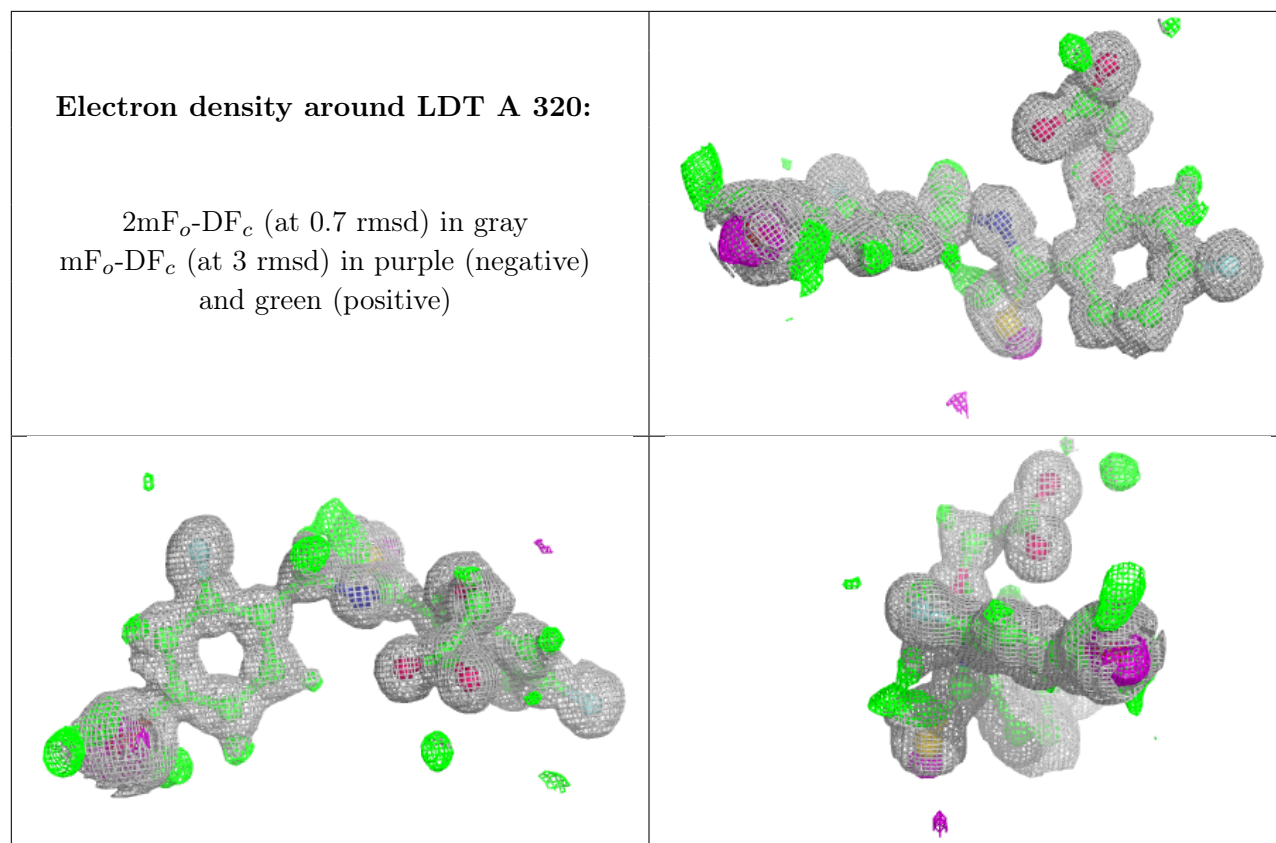 Electron density around LDT A 320:
2mFo-DFc (at 0.7 rmsd) in gray
mFo-DFc (at 3 rmsd) in purple (negative)
and green (positive)